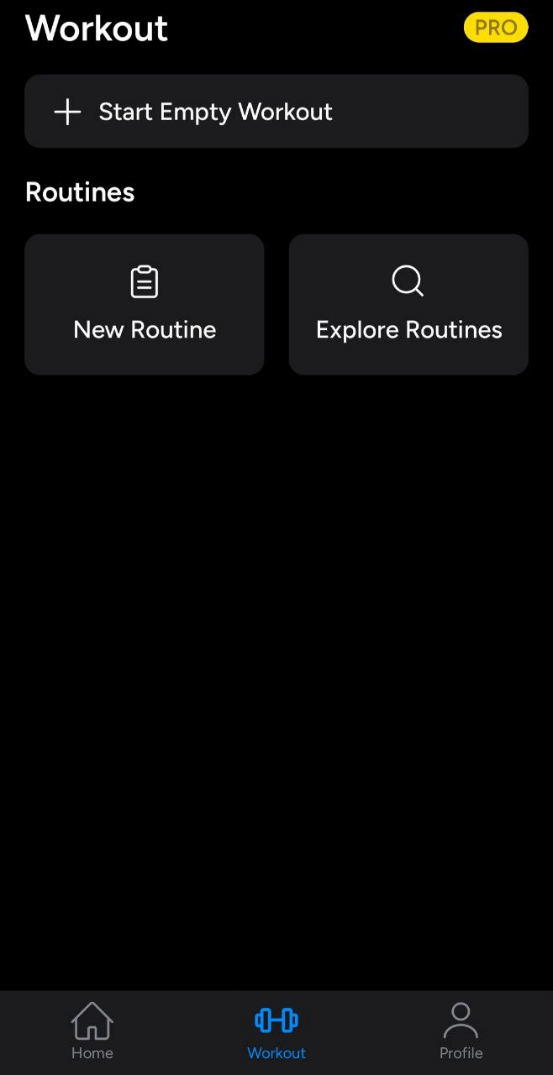 Workout
PRO
Start Empty Workout
Routines
New Routine
Explore Routines
Home
Workout
Profile